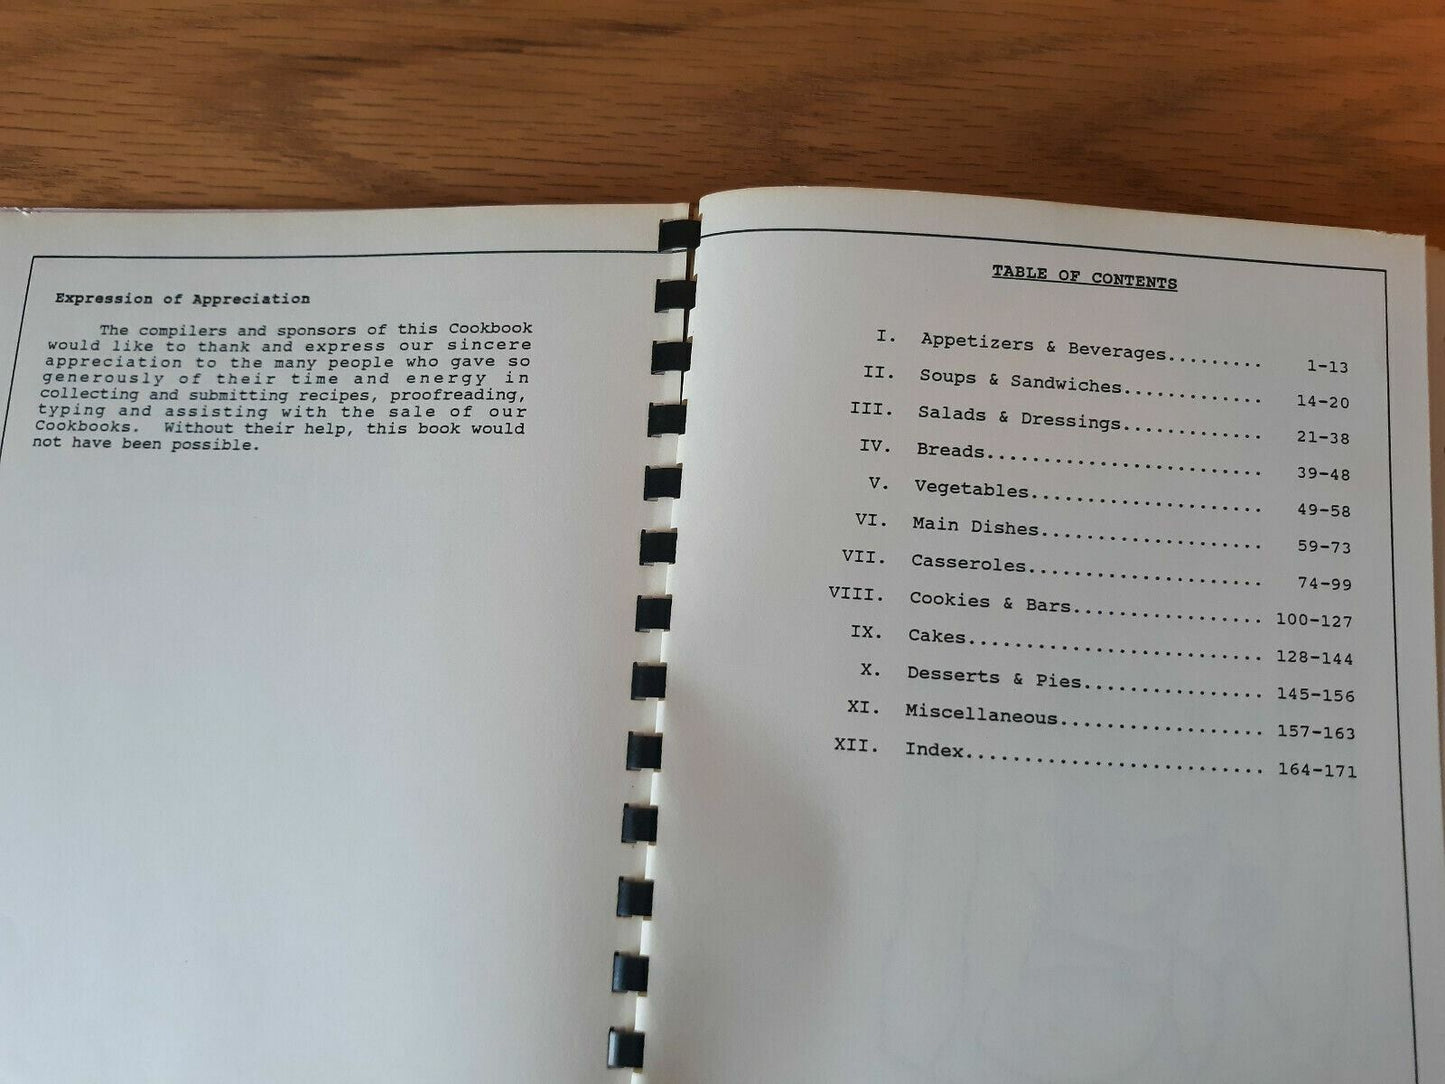 Expression of Appreciation
The compilers and sponsors of this Cookbook
would like to thank and express our sincere
appreciation to the many people who gave so
generously of their time and energy in
collecting and submitting recipes, proofreading,
typing and assisting with the sale of our
Cookbooks. Without their help, this book would
not have been possible.
TABLE OF CONTENTS
I. Appetizers & Beverages......... 1-13
II. Soups & Sandwiches............. 14-20
III. Salads & Dressings............. 21-38
IV. Breads......................... 39-48
V. Vegetables..................... 49-58
VI. Main Dishes.................... 59-73
VII. Casseroles..................... 74-99
VIII. Cookies & Bars................. 100-127
IX. Cakes.......................... 128-144
X. Desserts & Pies................ 145-156
XI. Miscellaneous.................. 157-163
XII. Index.......................... 164-171